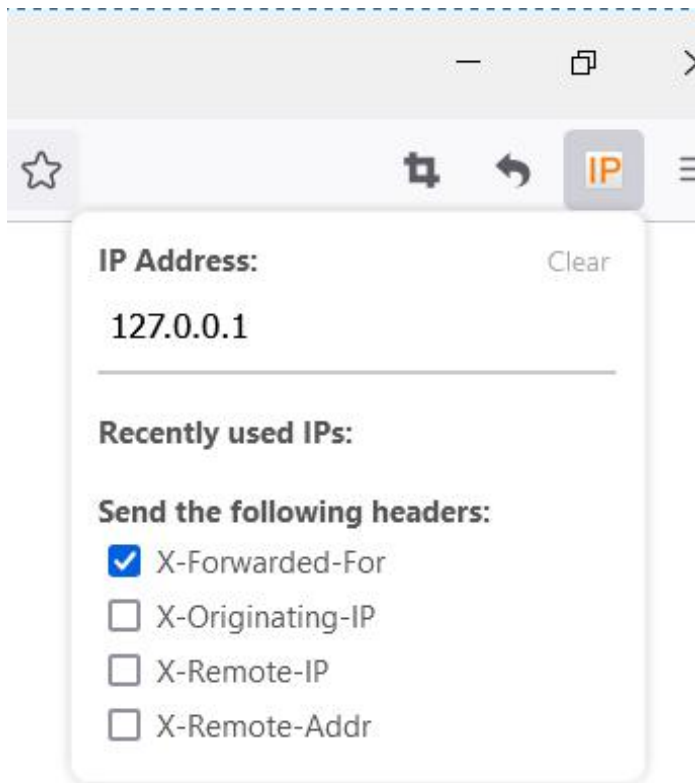 IP
IP Address:
Clear
127.0.0.1
Recently used IPs:
Send the following headers:
X-Forwarded-For
X-Originating-IP
X-Remote-IP
X-Remote-Addr